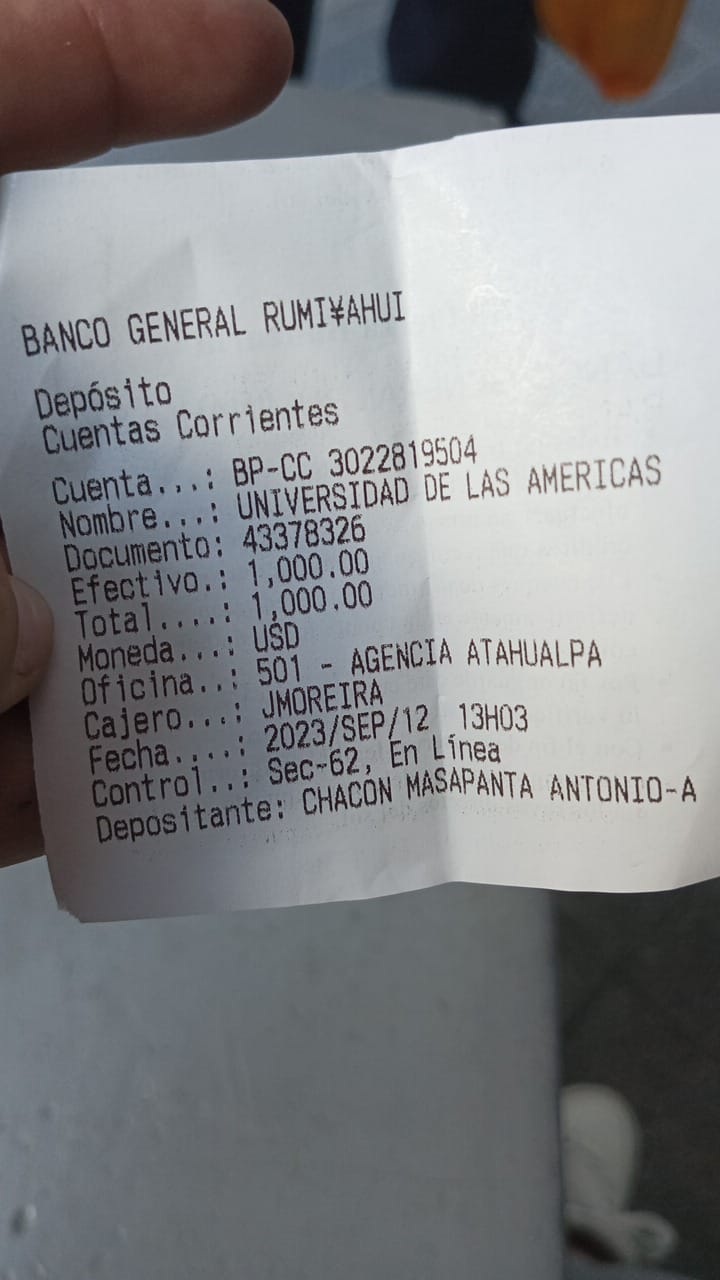 BANCO GENERAL RUMI¥AHUI
Depósito
Cuentas Corrientes
Cuenta...: BP-CC 3022819504
Nombre...: UNIVERSIDAD DE LAS AMERICAS
Documento: 43378326
Efectivo.: 1,000.00
Total....: 1,000.00
Moneda...: USD
Oficina..: 501 - AGENCIA ATAHUALPA
Cajero...: JMOREIRA
Fecha....: 2023/SEP/12 13H03
Control..: Sec-62, En Línea
Depositante: CHACON MASAPANTA ANTONIO-A